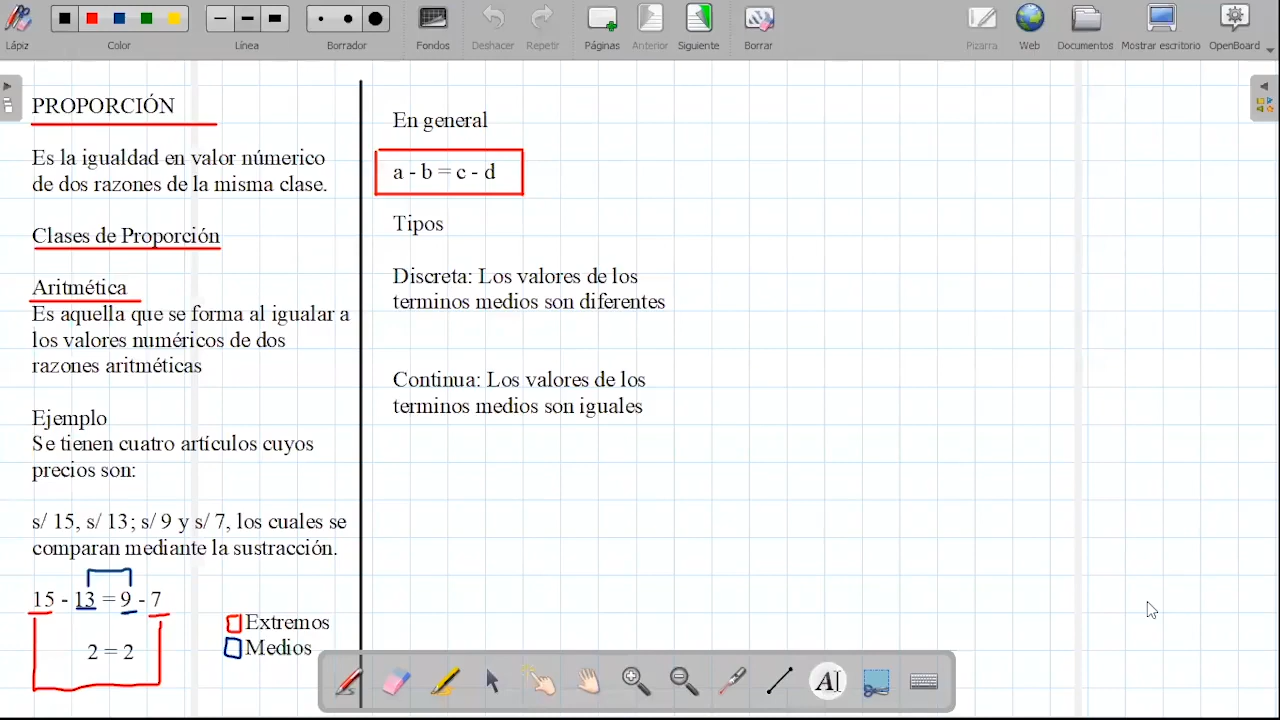 Lápiz
Color
Línea
Borrador
Fondos
Deshacer
Repetir
Páginas
Anterior
Siguiente
Borrar
Pizarra
Web
Documentos
Mostrar escritorio
OpenBoard
PROPORCIÓN
Es la igualdad en valor númerico
de dos razones de la misma clase.
Clases de Proporción
Aritmética
Es aquella que se forma al igualar a
los valores numéricos de dos
razones aritméticas
Ejemplo
Se tienen cuatro artículos cuyos
precios son:
s/ 15, s/ 13; s/ 9 y s/ 7, los cuales se
comparan mediante la sustracción.
15 - 13 = 9 - 7
2 = 2
Extremos
Medios
En general
a - b = c - d
Tipos
Discreta: Los valores de los
terminos medios son diferentes
Continua: Los valores de los
terminos medios son iguales
AI